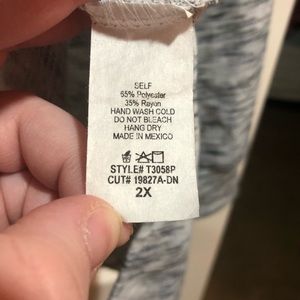 SELF
65% Polyester
35% Rayon
HAND WASH COLD
DO NOT BLEACH
HANG DRY
MADE IN MEXICO
STYLE# T3058P
CUT# 19827A-DN
2X